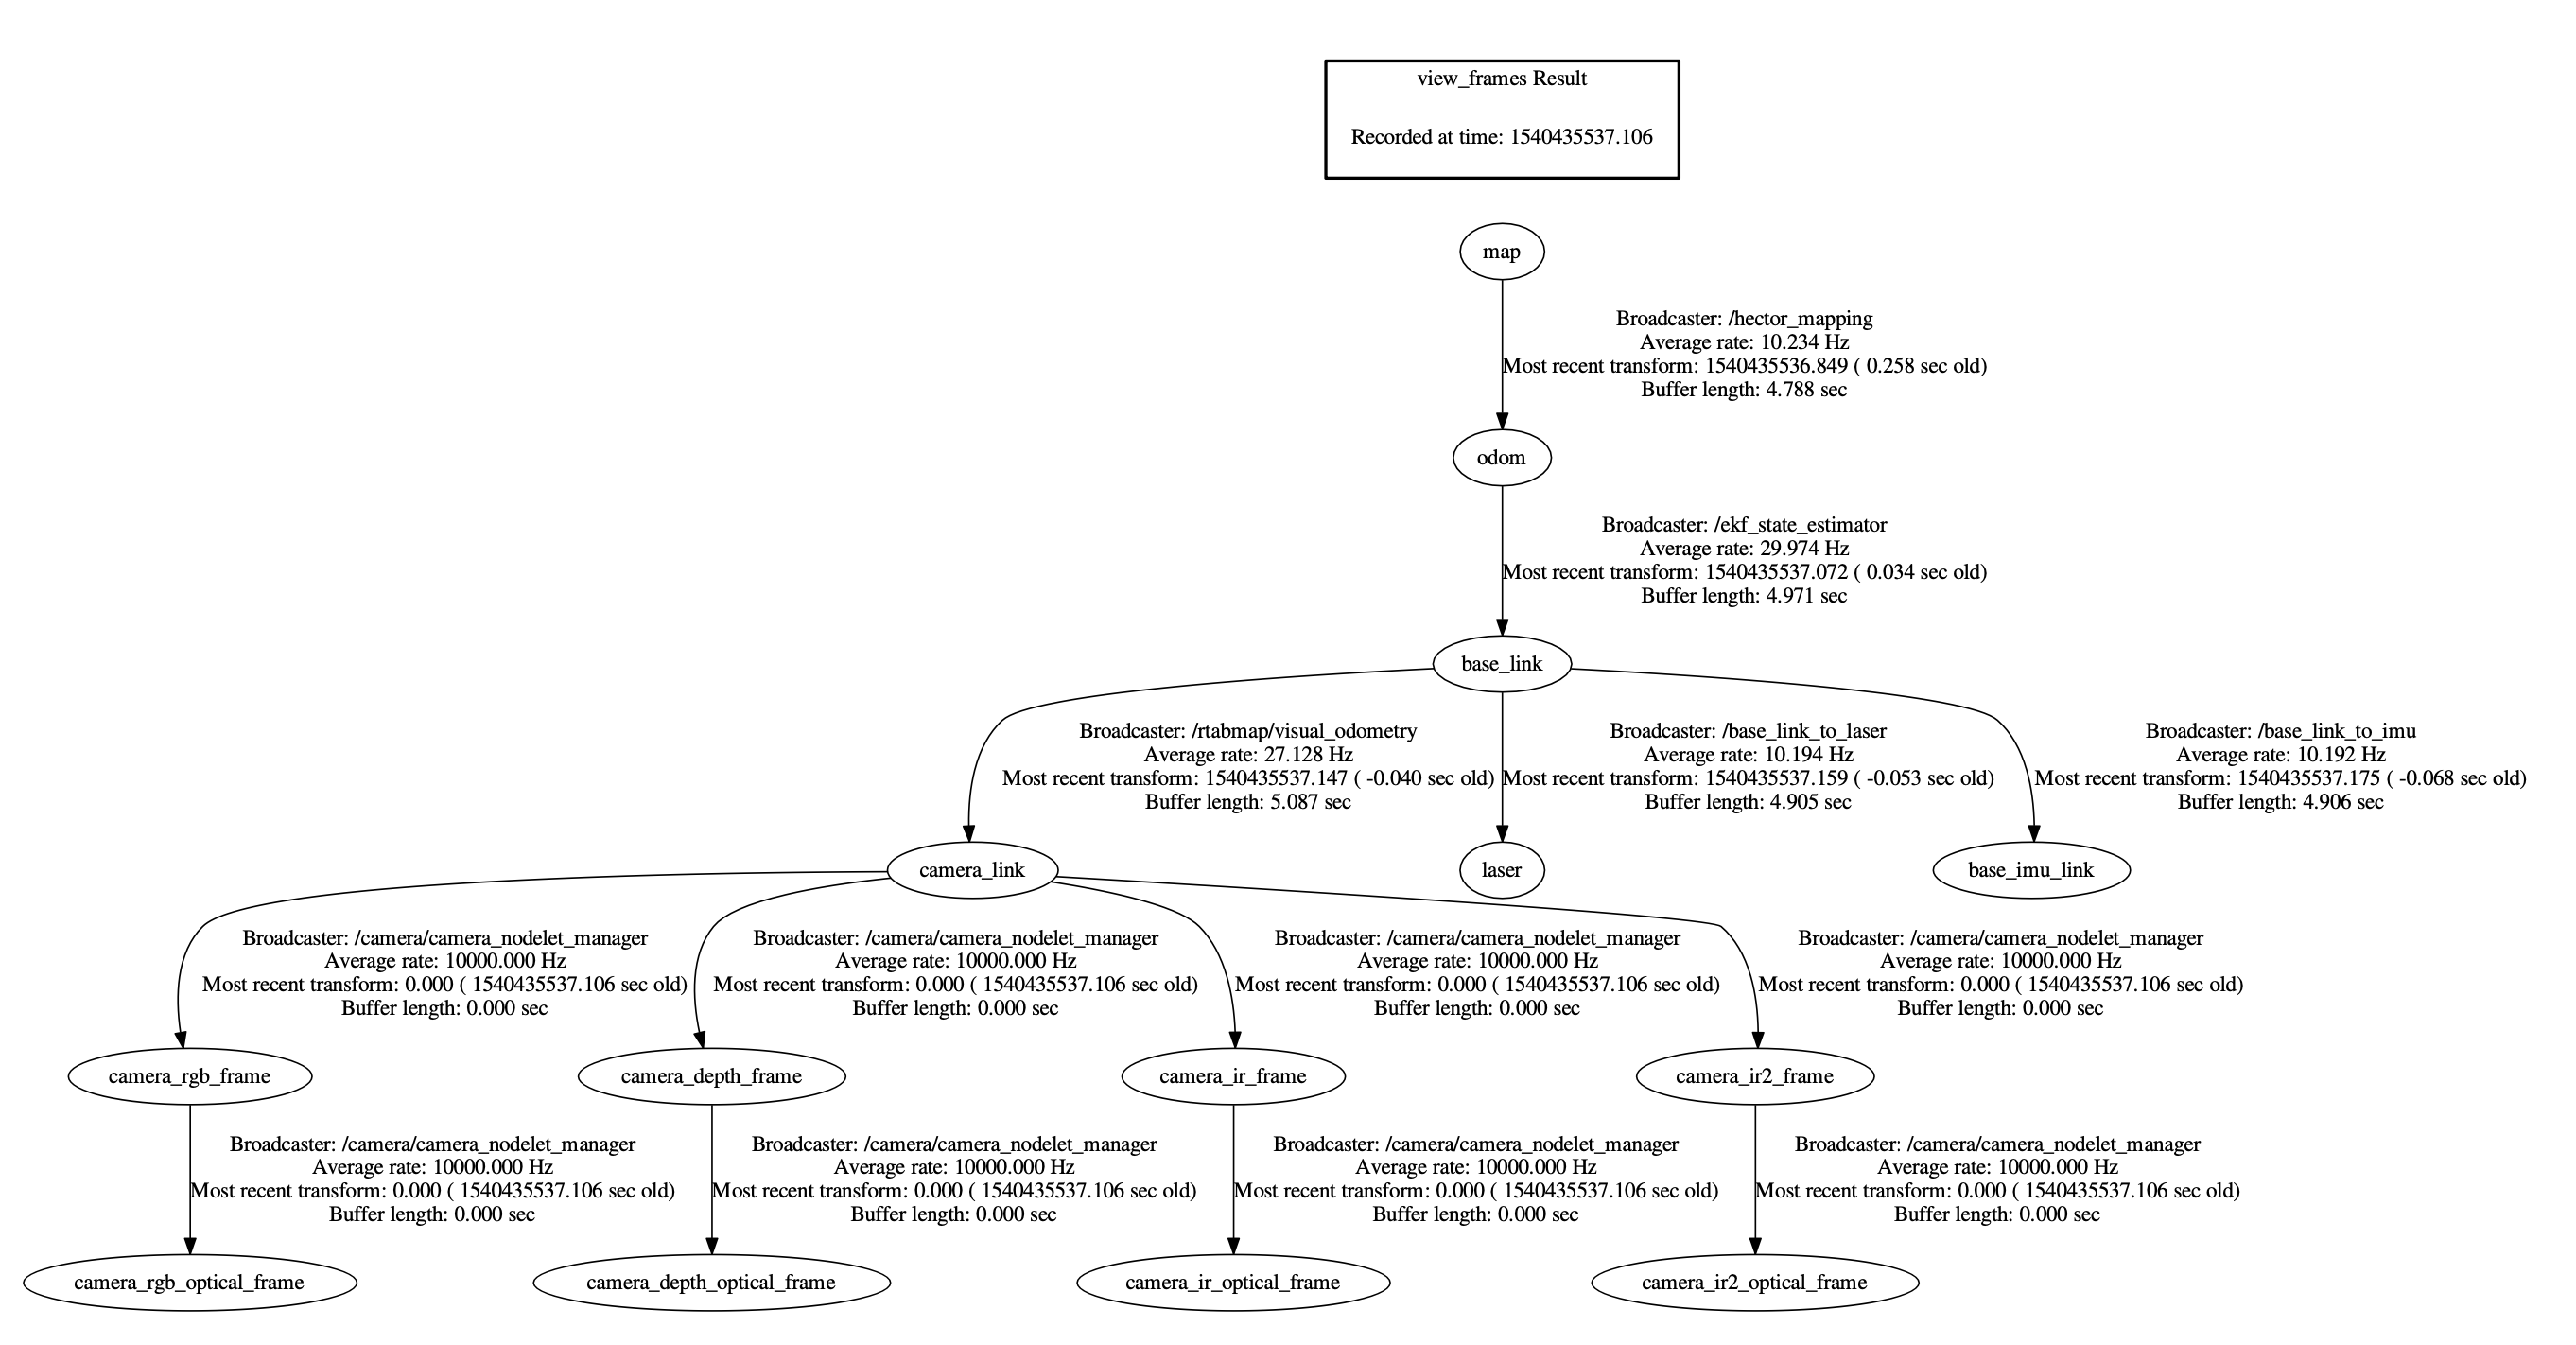 view_frames Result
Recorded at time: 1540435537.106
map
Broadcaster: /hector_mapping
Average rate: 10.234 Hz
Most recent transform: 1540435536.849 ( 0.258 sec old)
Buffer length: 4.788 sec
odom
Broadcaster: /ekf_state_estimator
Average rate: 29.974 Hz
Most recent transform: 1540435537.072 ( 0.034 sec old)
Buffer length: 4.971 sec
base_link
Broadcaster: /rtabmap/visual_odometry
Average rate: 27.128 Hz
Most recent transform: 1540435537.147 ( -0.040 sec old)
Buffer length: 5.087 sec
Broadcaster: /base_link_to_laser
Average rate: 10.194 Hz
Most recent transform: 1540435537.159 ( -0.053 sec old)
Buffer length: 4.905 sec
Broadcaster: /base_link_to_imu
Average rate: 10.192 Hz
Most recent transform: 1540435537.175 ( -0.068 sec old)
Buffer length: 4.906 sec
camera_link
laser
base_imu_link
Broadcaster: /camera/camera_nodelet_manager
Average rate: 10000.000 Hz
Most recent transform: 0.000 ( 1540435537.106 sec old)
Buffer length: 0.000 sec
Broadcaster: /camera/camera_nodelet_manager
Average rate: 10000.000 Hz
Most recent transform: 0.000 ( 1540435537.106 sec old)
Buffer length: 0.000 sec
Broadcaster: /camera/camera_nodelet_manager
Average rate: 10000.000 Hz
Most recent transform: 0.000 ( 1540435537.106 sec old)
Buffer length: 0.000 sec
Broadcaster: /camera/camera_nodelet_manager
Average rate: 10000.000 Hz
Most recent transform: 0.000 ( 1540435537.106 sec old)
Buffer length: 0.000 sec
camera_rgb_frame
camera_depth_frame
camera_ir_frame
camera_ir2_frame
Broadcaster: /camera/camera_nodelet_manager
Average rate: 10000.000 Hz
Most recent transform: 0.000 ( 1540435537.106 sec old)
Buffer length: 0.000 sec
Broadcaster: /camera/camera_nodelet_manager
Average rate: 10000.000 Hz
Most recent transform: 0.000 ( 1540435537.106 sec old)
Buffer length: 0.000 sec
Broadcaster: /camera/camera_nodelet_manager
Average rate: 10000.000 Hz
Most recent transform: 0.000 ( 1540435537.106 sec old)
Buffer length: 0.000 sec
Broadcaster: /camera/camera_nodelet_manager
Average rate: 10000.000 Hz
Most recent transform: 0.000 ( 1540435537.106 sec old)
Buffer length: 0.000 sec
camera_rgb_optical_frame
camera_depth_optical_frame
camera_ir_optical_frame
camera_ir2_optical_frame